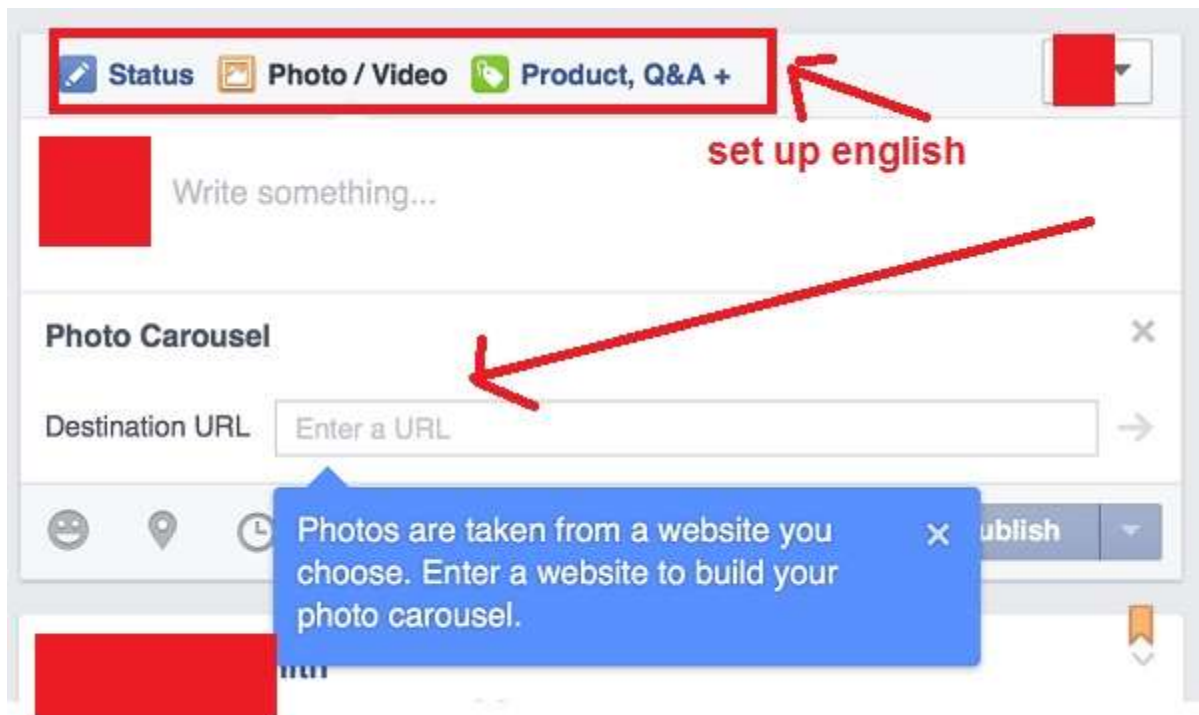 Status Photo / Video Product, Q&A +
set up english
Write something...
Photo Carousel
Destination URL Enter a URL
Photos are taken from a website you
choose. Enter a website to build your
photo carousel.